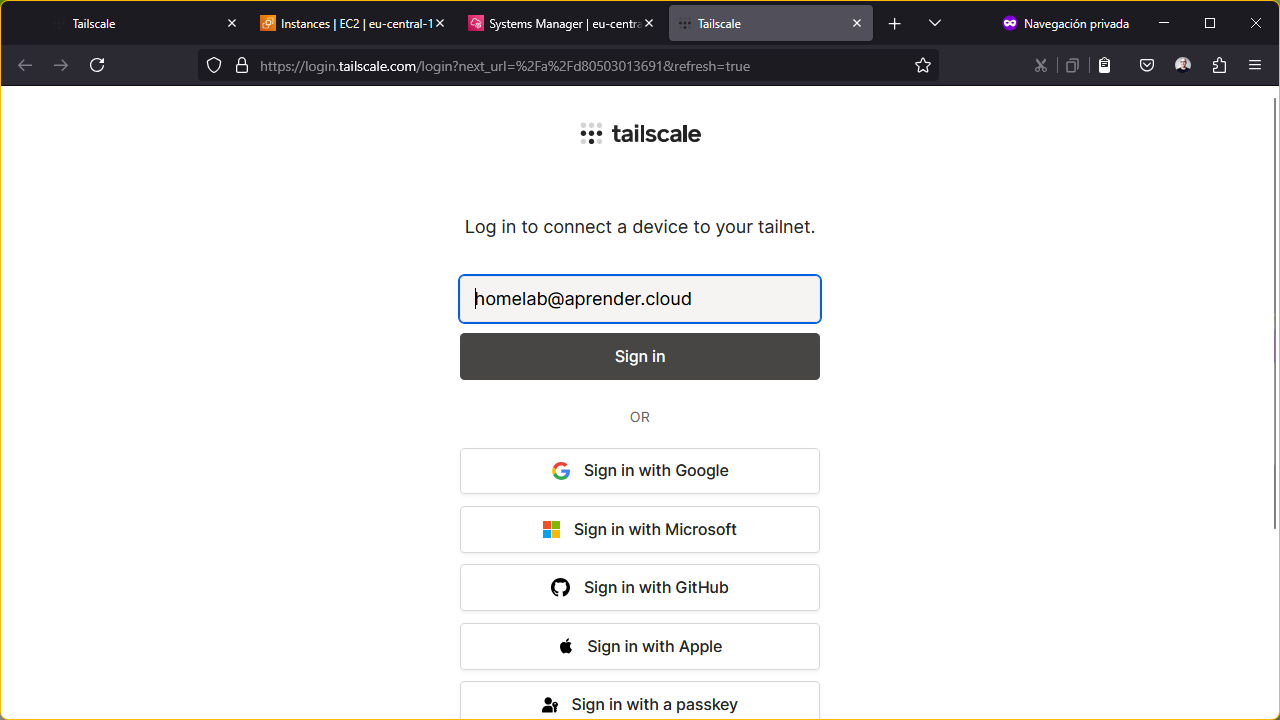 Tailscale
Instances | EC2 | eu-central-1
Systems Manager | eu-centra
Tailscale
Navegación privada
https://login.tailscale.com/login?next_url=%2Fa%2Fd80503013691&refresh=true
tailscale
Log in to connect a device to your tailnet.
homelab@aprender.cloud
Sign in
OR
Sign in with Google
Sign in with Microsoft
Sign in with GitHub
Sign in with Apple
Sign in with a passkey